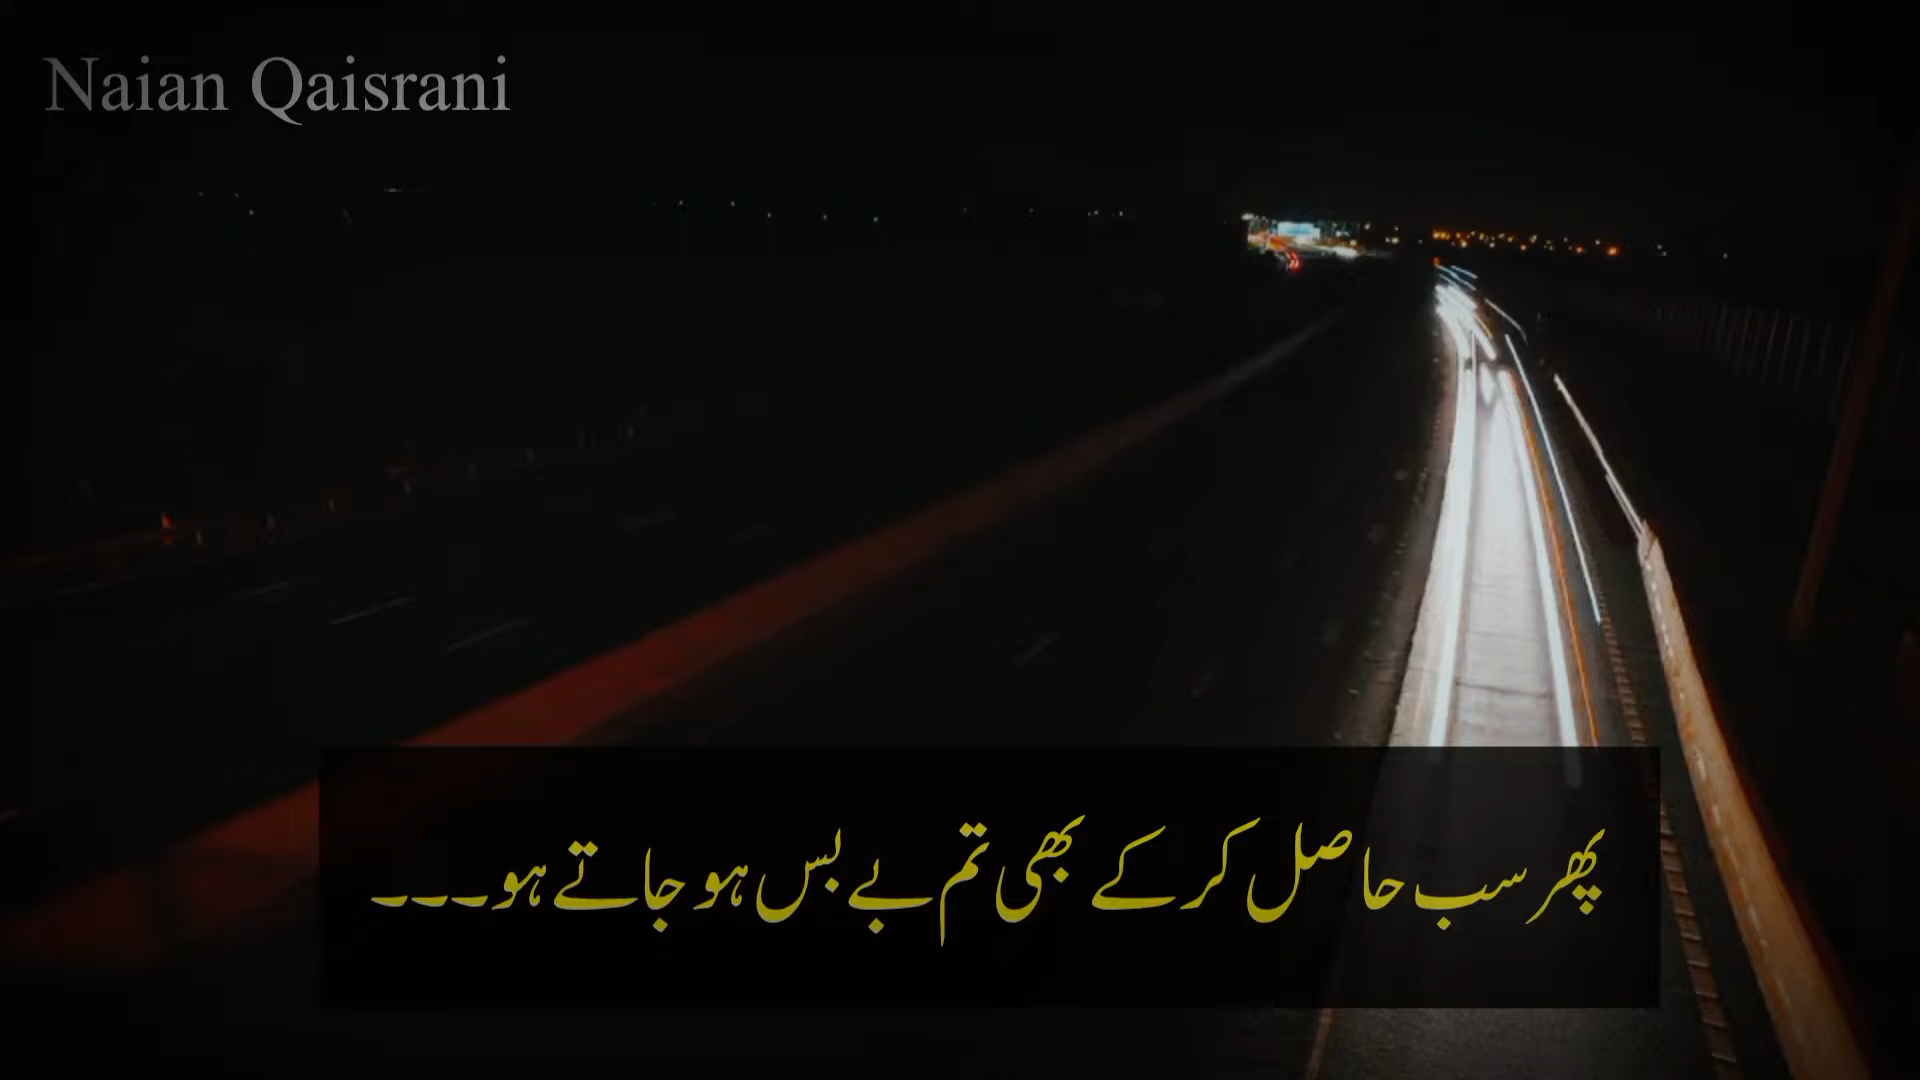 Naian Qaisrani
پھر سب حاصل کر کے بھی تم بے بس ہو جاتے ہو۔۔۔